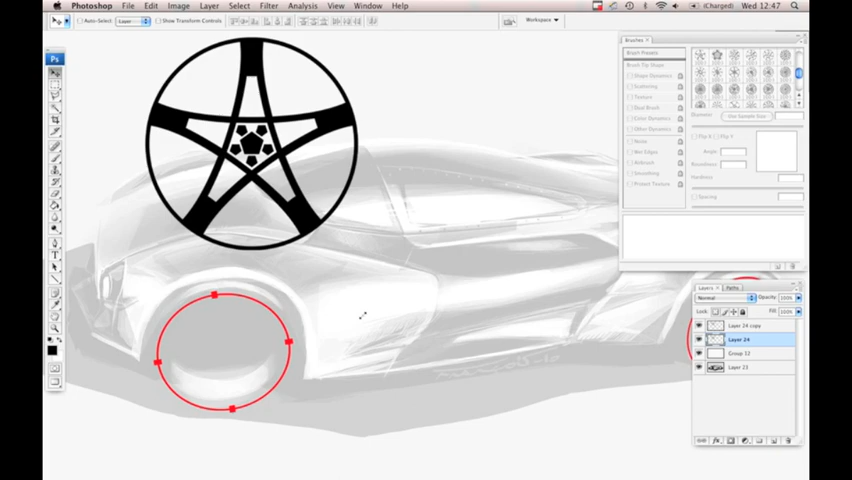 Photoshop File Edit Image Layer Select Filter Analysis View Window Help (Charged) Wed 12:47
Auto-Select: Layer Show Transform Controls Workspace
Ps
Brushes
Brush Presets
Brush Tip Shape
Shape Dynamics
Scattering
Texture
Dual Brush
Color Dynamics
Other Dynamics
Noise
Wet Edges
Airbrush
Smoothing
Protect Texture
Diameter Use Sample Size
Flip X Flip Y
Angle:
Roundness:
Hardness
Spacing
Layers Paths
Normal Opacity: 100%
Lock: Fill: 100%
Layer 24 copy
Layer 24
Group 12
Layer 23